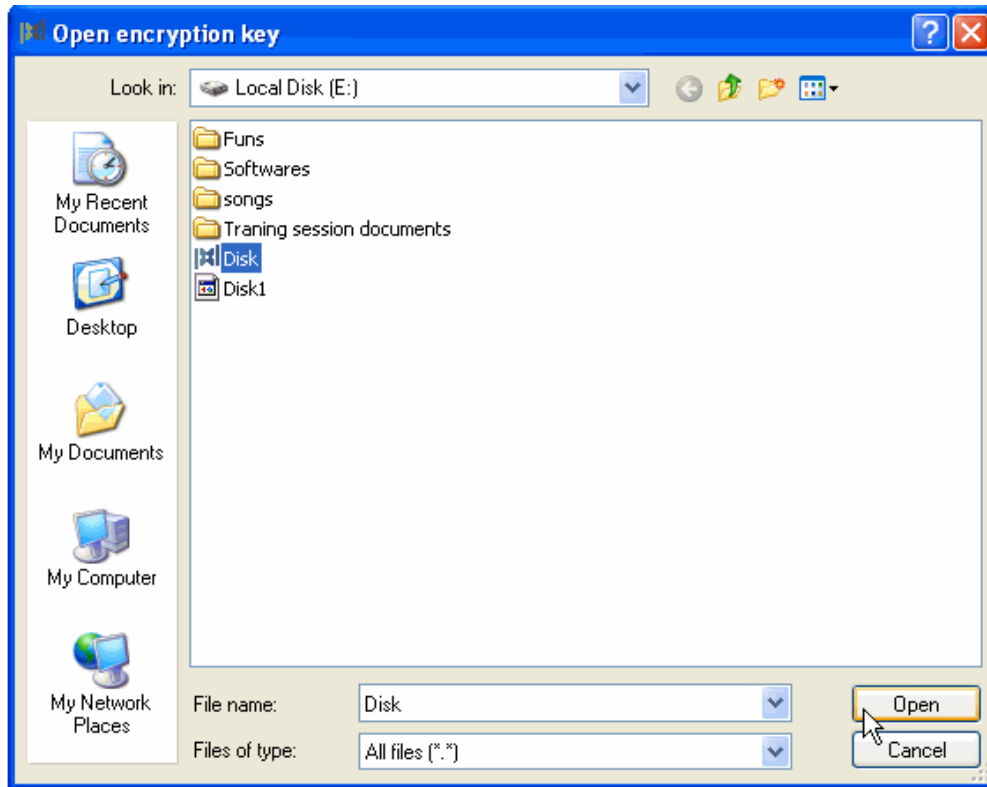 Open encryption key
Look in: Local Disk (E:)
My Recent
Documents
Desktop
My Documents
My Computer
My Network
Places
Funs
Softwares
songs
Traning session documents
Disk
Disk1
File name: Disk Open
Files of type: All files (*.*) Cancel